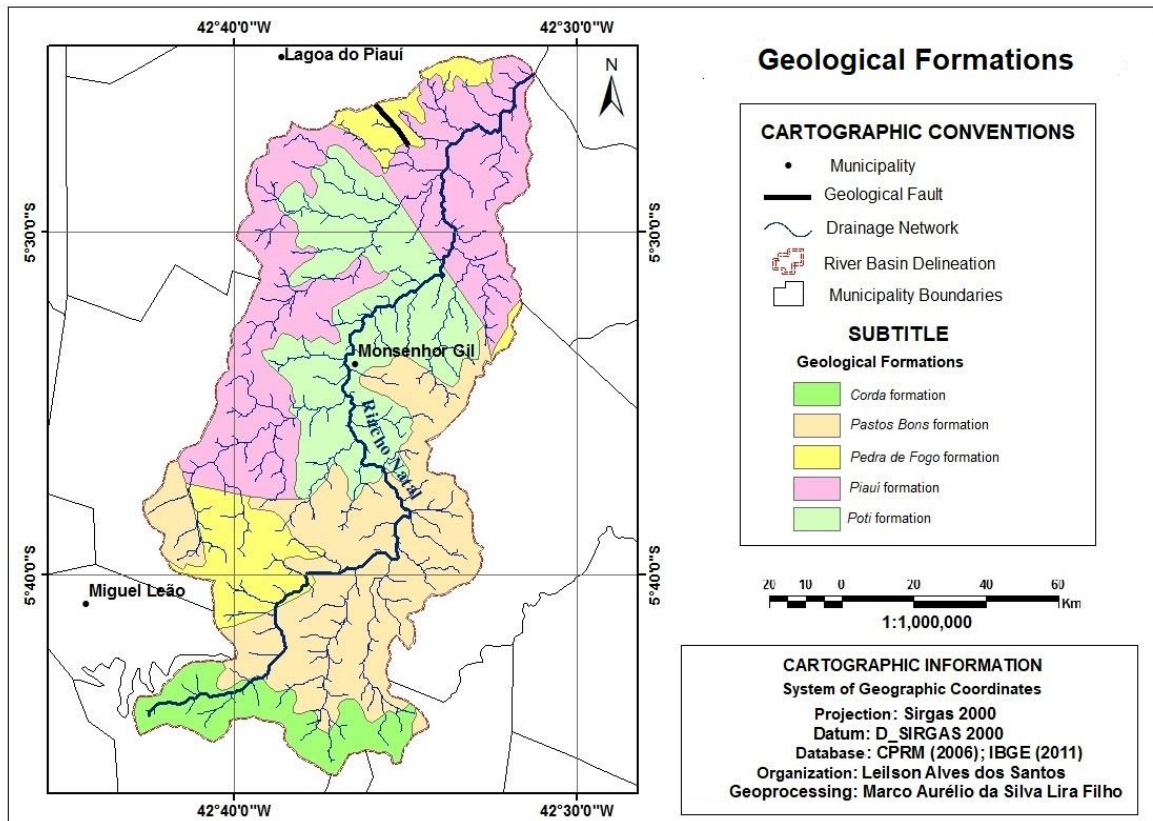 42°40'0"W
42°30'0"W
Lagoa do Piauí
N
5°30'0"S
5°30'0"S
Monsenhor Gil
Riacho Natal
5°40'0"S
5°40'0"S
Miguel Leão
42°40'0"W
42°30'0"W
Geological Formations
CARTOGRAPHIC CONVENTIONS
Municipality
Geological Fault
Drainage Network
River Basin Delineation
Municipality Boundaries
SUBTITLE
Geological Formations
Corda formation
Pastos Bons formation
Pedra de Fogo formation
Piauí formation
Poti formation
20 10 0 20 40 60
Km
1:1,000,000
CARTOGRAPHIC INFORMATION
System of Geographic Coordinates
Projection: Sirgas 2000
Datum: D_SIRGAS 2000
Database: CPRM (2006); IBGE (2011)
Organization: Leilson Alves dos Santos
Geoprocessing: Marco Aurélio da Silva Lira Filho